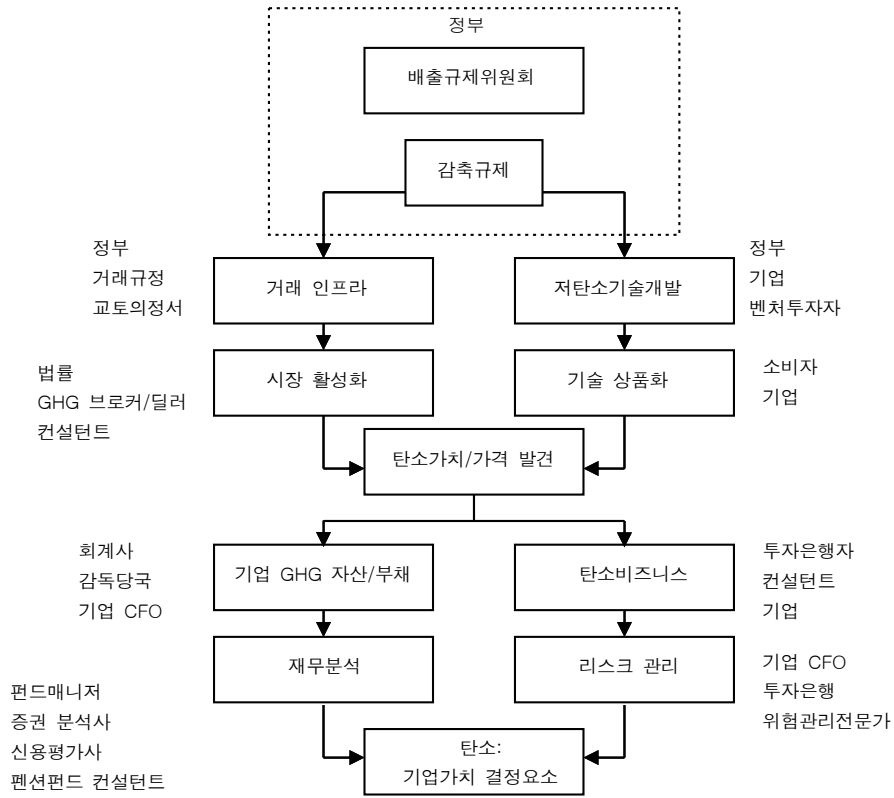 정부
배출규제위원회
감축규제
정부
거래규정
교토의정서
거래 인프라
저탄소기술개발
정부
기업
벤처투자자
법률
GHG 브로커/딜러
컨설턴트
시장 활성화
기술 상품화
소비자
기업
탄소가치/가격 발견
회계사
감독당국
기업 CFO
기업 GHG 자산/부채
탄소비즈니스
투자은행자
컨설턴트
기업
재무분석
리스크 관리
기업 CFO
투자은행
위험관리전문가
펀드매니저
증권 분석사
신용평가사
펜션펀드 컨설턴트
탄소:
기업가치 결정요소